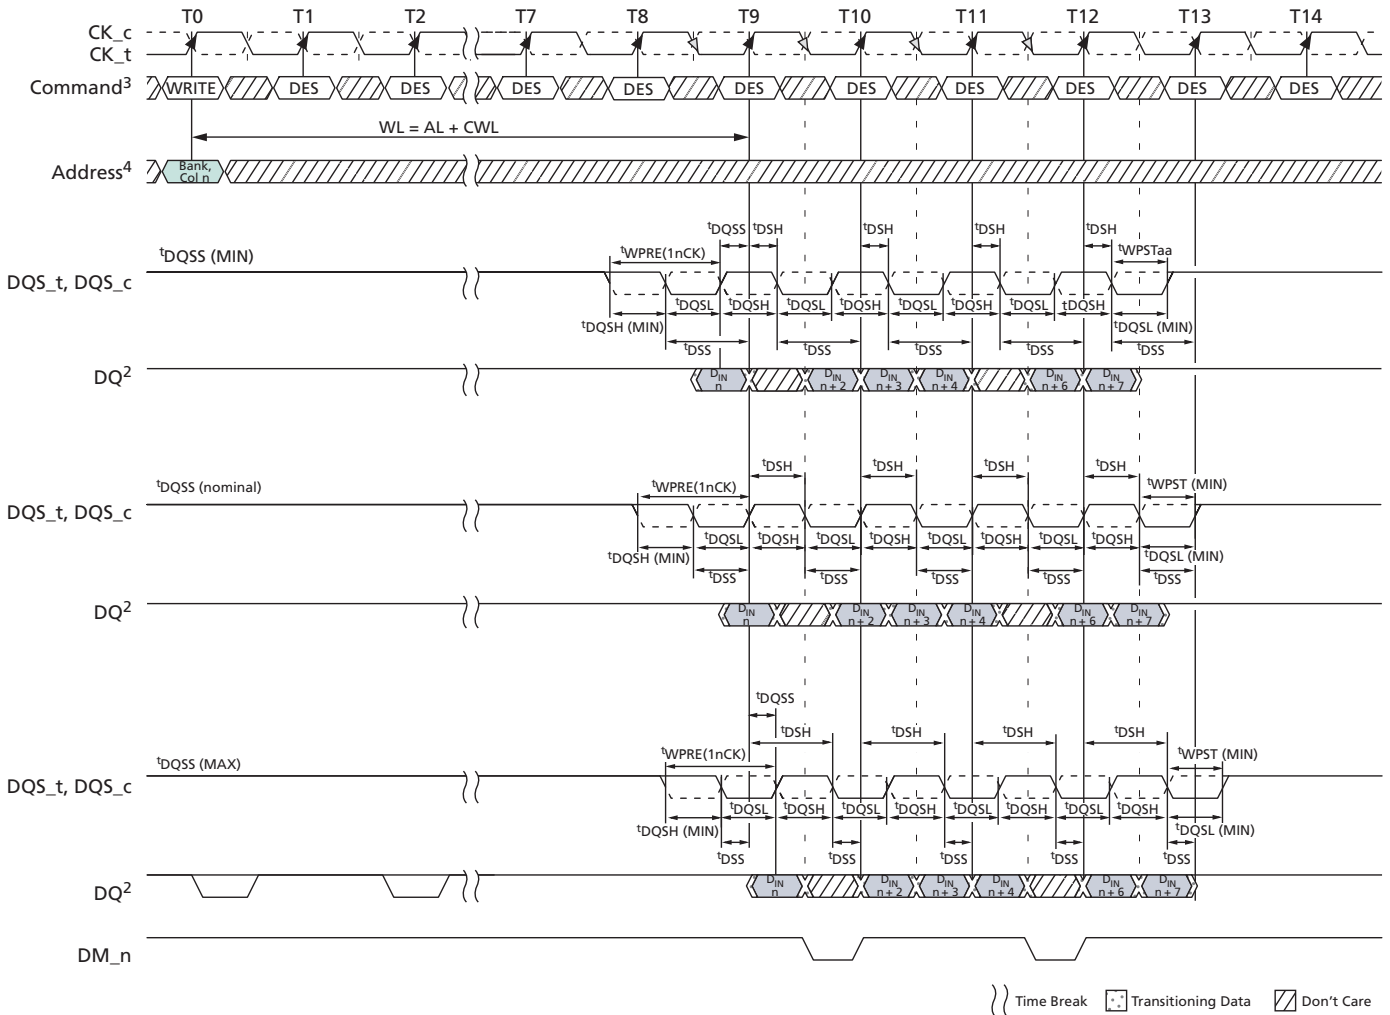 T0 T1 T2 T7 T8 T9 T10 T11 T12 T13 T14
CK_c
CK_t
Command3 WRITE DES DES DES DES DES DES DES DES DES DES
WL = AL + CWL
Address4 Bank,
Col n
tDQSS tDSH tDSH tDSH tDSH
tDQSS (MIN) tWPRE(1nCK) tWPSTaa
DQS_t, DQS_c
tDQSL tDQSH tDQSL tDQSH tDQSL tDQSH tDQSL tDQSH
tDQSH (MIN) tDQSL (MIN)
tDSS tDSS tDSS tDSS tDSS
DQ2 DIN n DIN n + 2 DIN n + 3 DIN n + 4 DIN n + 6 DIN n + 7
tDSH tDSH tDSH tDSH
tDQSS (nominal) tWPRE(1nCK) tWPST (MIN)
DQS_t, DQS_c
tDQSL tDQSH tDQSL tDQSH tDQSL tDQSH tDQSL tDQSH
tDQSH (MIN) tDQSL (MIN)
tDSS tDSS tDSS tDSS tDSS
DQ2 DIN n DIN n + 2 DIN n + 3 DIN n + 4 DIN n + 6 DIN n + 7
tDQSS
tDSH tDSH tDSH tDSH
tDQSS (MAX) tWPRE(1nCK) tWPST (MIN)
DQS_t, DQS_c
tDQSL tDQSH tDQSL tDQSH tDQSL tDQSH tDQSL tDQSH
tDQSH (MIN) tDQSL (MIN)
tDSS tDSS tDSS tDSS tDSS
DQ2 DIN n DIN n + 2 DIN n + 3 DIN n + 4 DIN n + 6 DIN n + 7
DM_n
Time Break Transitioning Data Don't Care